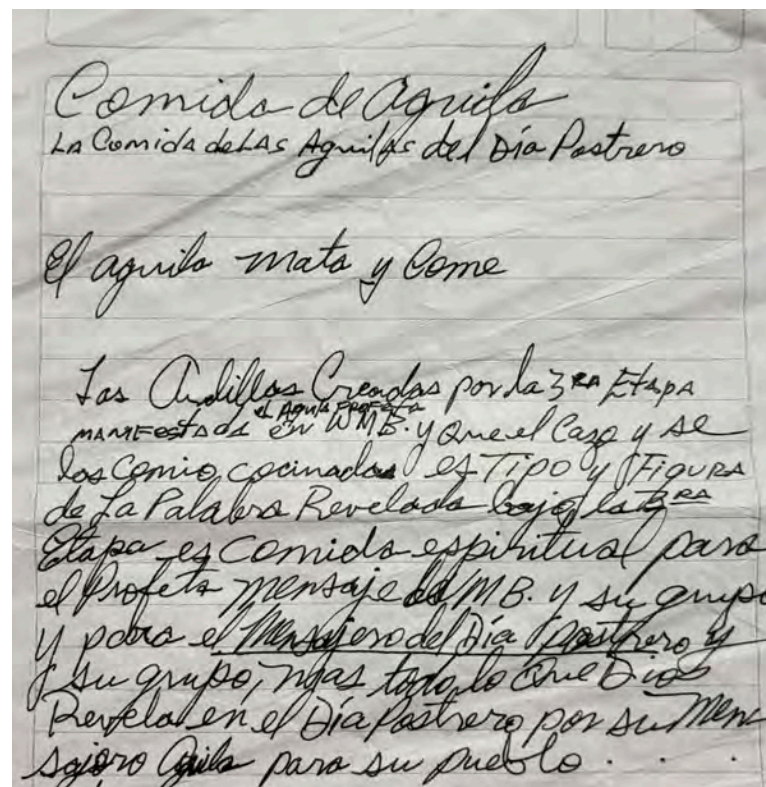 Comida de aguila
La Comida de LAS Aguilas del Día Postrero
El aguila mata y Come
Las Ardillas Creadas por la 3RA Etapa
el Aguila PROFETA
MANIFESTADA en WMB. y que el Cazo y se
las Comio, cocinadas es Tipo y FIGURA
de La Palabra Revelada bajo la 3RA
Etapa es Comida espiritual para
el Profeta mensaje WMB. y su grupo
y para el Mensajero del Día Postrero y
y su grupo, mas todo lo Que Dios
Revela en el Día Postrero por su Men
sajero Aguila para su pueblo . . .